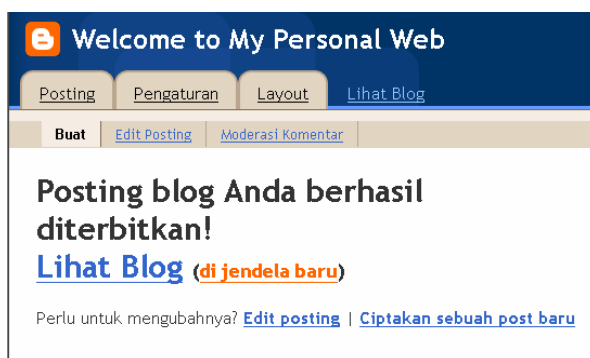 Welcome to My Personal Web
Posting Pengaturan Layout Lihat Blog
Buat Edit Posting Moderasi Komentar
Posting blog Anda berhasil
diterbitkan!
Lihat Blog (di jendela baru)
Perlu untuk mengubahnya? Edit posting | Ciptakan sebuah post baru